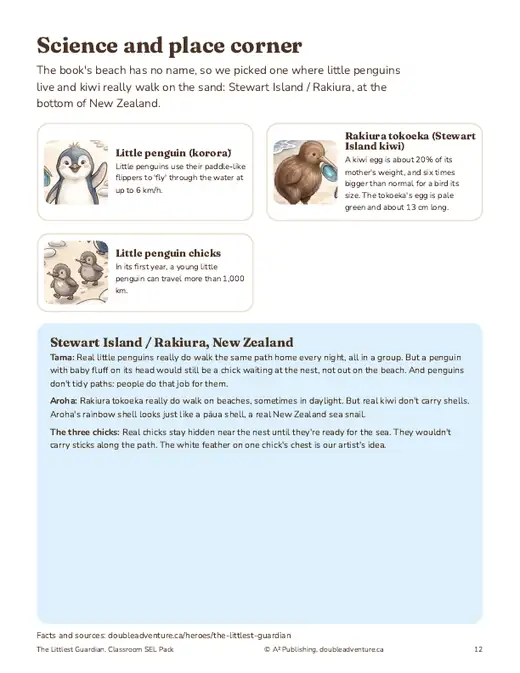 Science and place corner
The book's beach has no name, so we picked one where little penguins
live and kiwi really walk on the sand: Stewart Island / Rakiura, at the
bottom of New Zealand.
Little penguin (kororā)
Little penguins use their paddle-like
flippers to 'fly' through the water at
up to 6 km/h.
Rakiura tokoeka (Stewart
Island kiwi)
A kiwi egg is about 20% of its
mother's weight, and six times
bigger than normal for a bird its
size. The tokoeka's egg is pale
green and about 13 cm long.
Little penguin chicks
In its first year, a young little
penguin can travel more than 1,000
km.
Stewart Island / Rakiura, New Zealand
Tama: Real little penguins really do walk the same path home every night, all in a group. But a penguin
with baby fluff on its head would still be a chick waiting at the nest, not out on the beach. And penguins
don't tidy paths: people do that job for them.
Aroha: Rakiura tokoeka really do walk on beaches, sometimes in daylight. But real kiwi don't carry shells.
Aroha's rainbow shell looks just like a pāua shell, a real New Zealand sea snail.
The three chicks: Real chicks stay hidden near the nest until they're ready for the sea. They wouldn't
carry sticks along the path. The white feather on one chick's chest is our artist's idea.
Facts and sources: doubleadventure.ca/heroes/the-littlest-guardian
The Littlest Guardian. Classroom SEL Pack
© A² Publishing, doubleadventure.ca
12